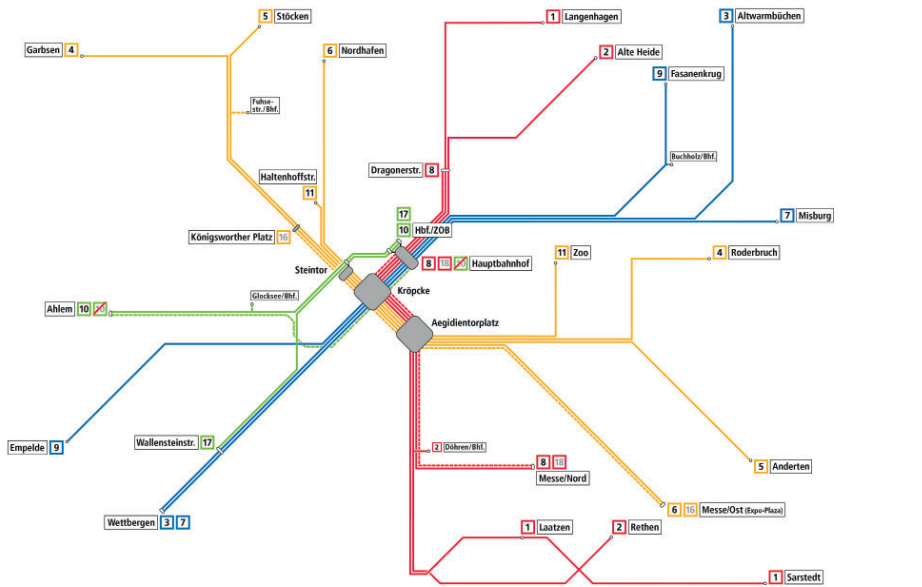 5 Stöcken
1 Langenhagen
3 Altwarmbüchen
Garbsen 4
6 Nordhafen
2 Alte Heide
9 Fasanenkrug
Fuhse-
str./Bhf.
Buchholz/Bhf.
Haltenhoffstr.
11
Dragonerstr. 8
17
10 Hbf./ZOB
7 Misburg
Königsworther Platz 16
Steintor
8 18 10 Hauptbahnhof
11 Zoo
4 Roderbruch
Kröpcke
Glocksee/Bhf.
Ahlem 10 10
Aegidientorplatz
Empelde 9
Wallensteinstr. 17
2 Döhren/Bhf.
8 18
Messe/Nord
5 Anderten
6 16 Messe/Ost (Expo-Plaza)
Wettbergen 3 7
1 Laatzen
2 Rethen
1 Sarstedt